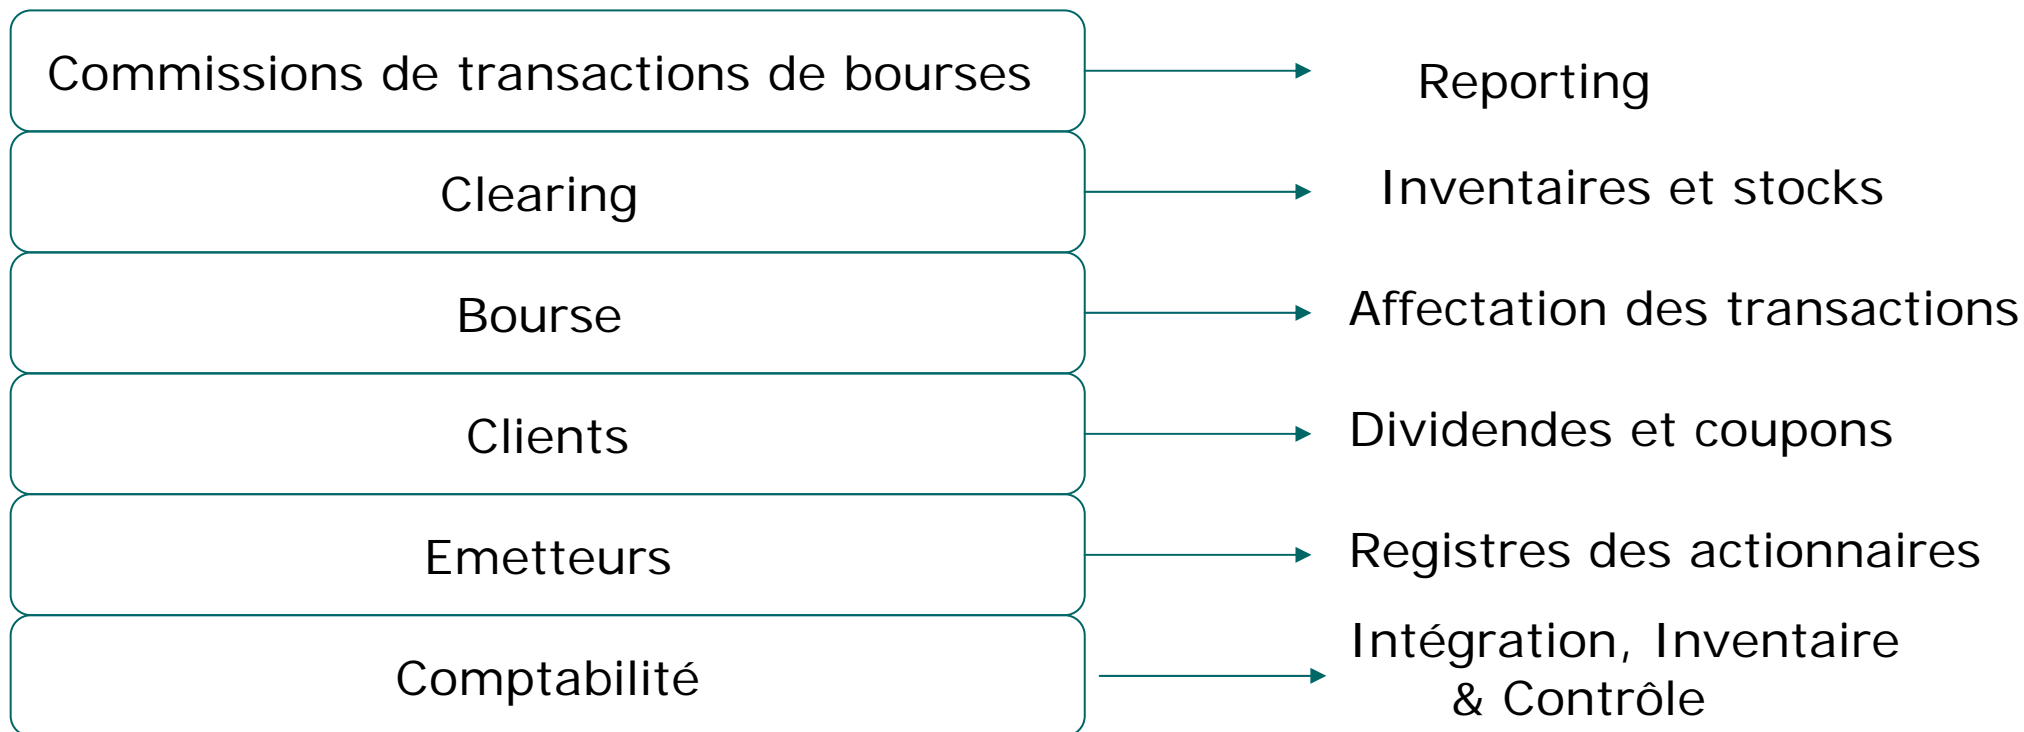 Commissions de transactions de bourses
Reporting
Clearing
Inventaires et stocks
Bourse
Affectation des transactions
Clients
Dividendes et coupons
Emetteurs
Registres des actionnaires
Comptabilité
Intégration, Inventaire
& Contrôle